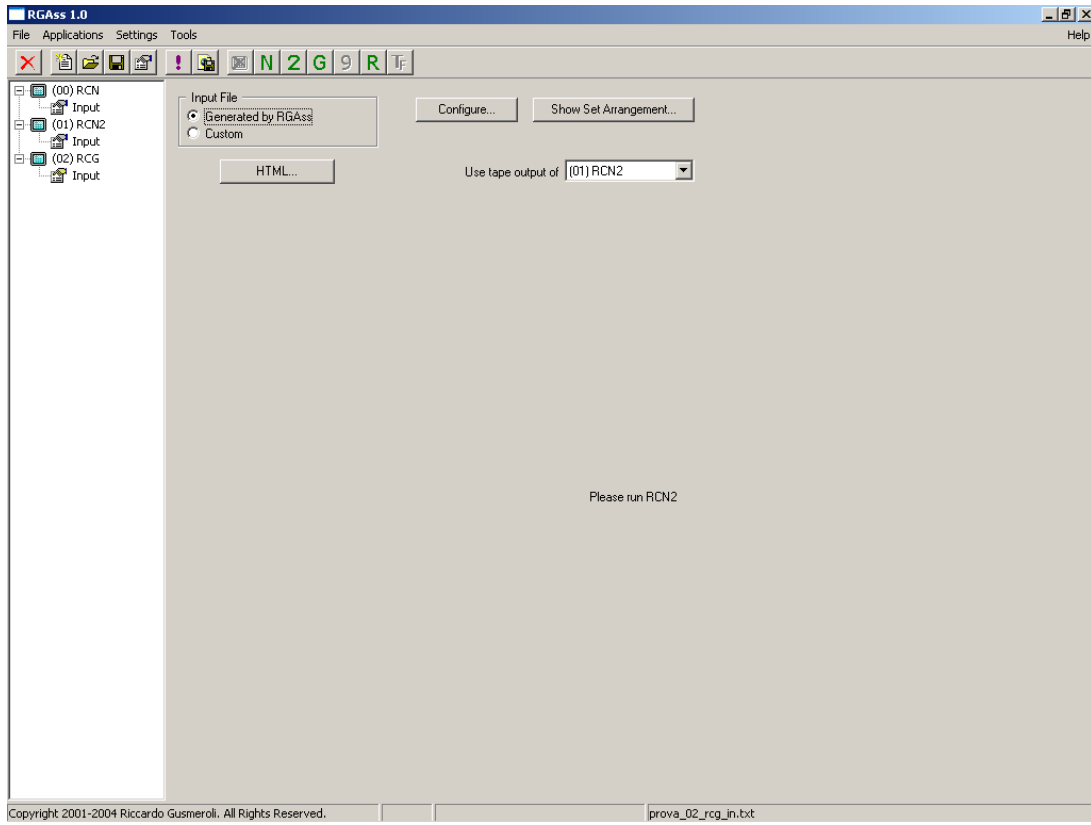 RGAss 1.0
File Applications Settings Tools Help
! N 2 G 9 R TF
(00) RCN
Input
(01) RCN2
Input
(02) RCG
Input
Input File
Generated by RGAss
Custom
Configure...
Show Set Arrangement...
HTML...
Use tape output of (01) RCN2
Please run RCN2
Copyright 2001-2004 Riccardo Gusmeroli. All Rights Reserved.
prova_02_rcg_in.txt